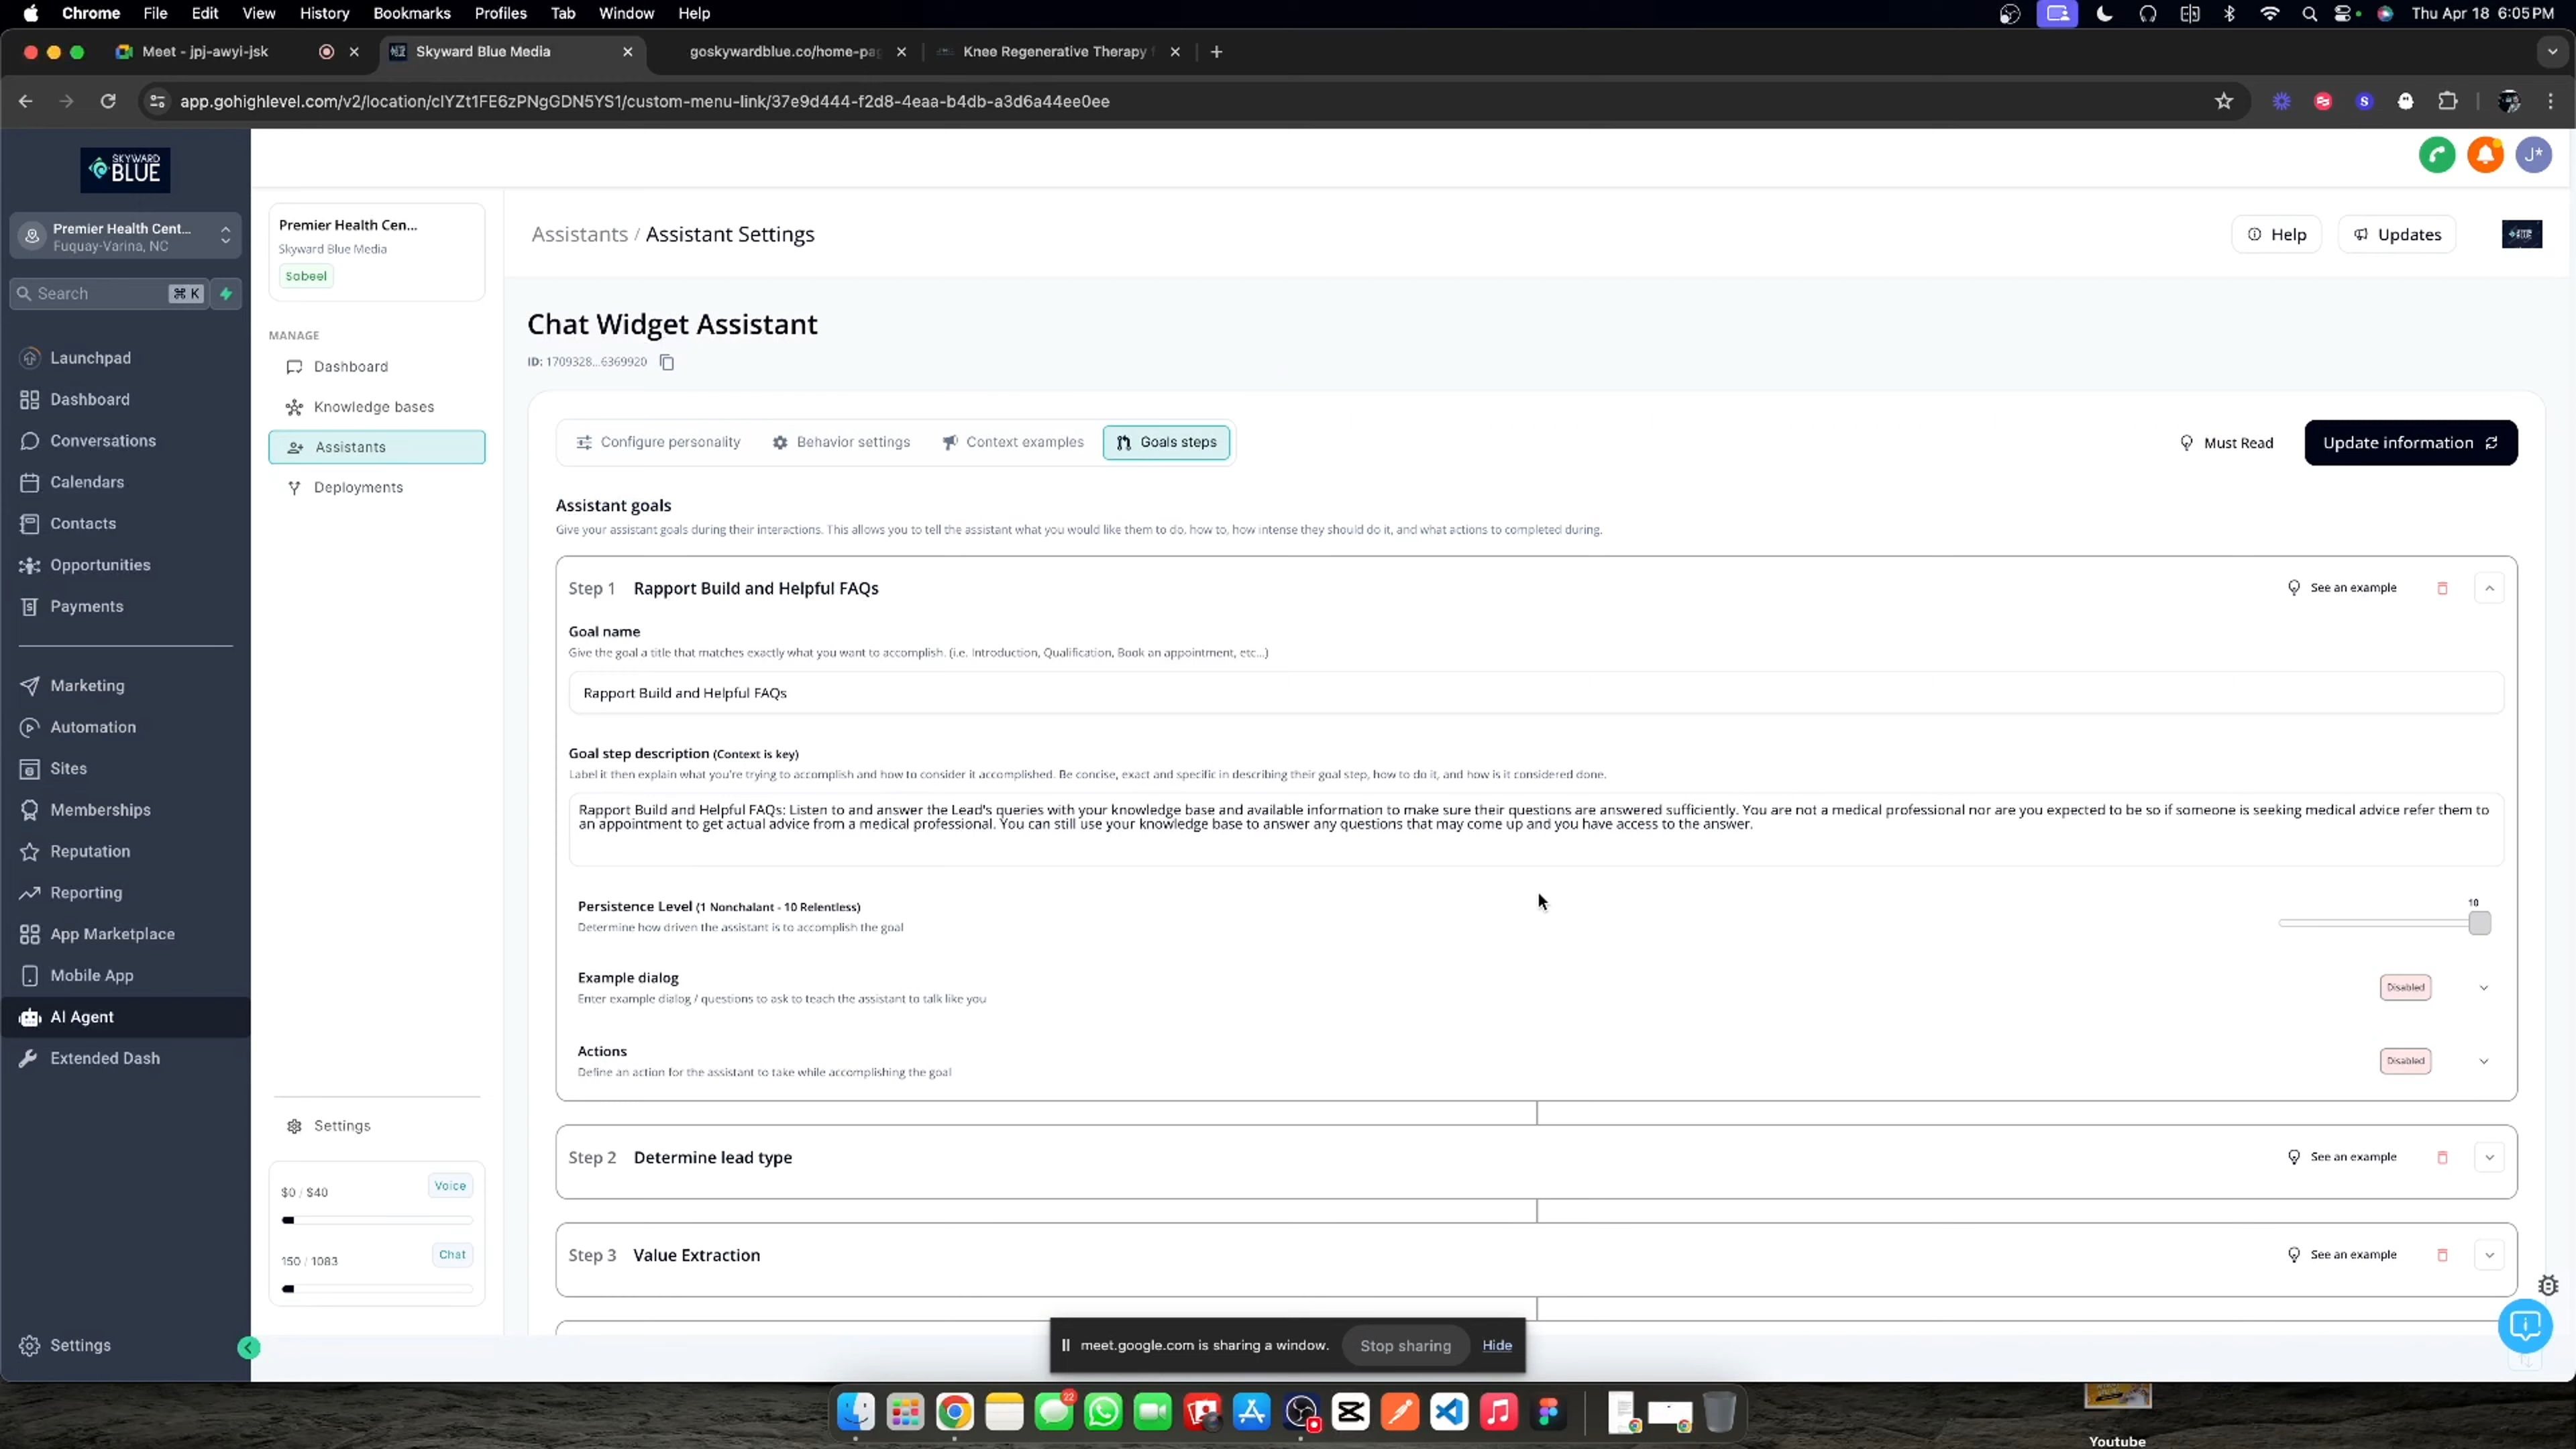 Chrome File Edit View History Bookmarks Profiles Tab Window Help Thu Apr 18 6:05 PM
Meet - jpj-awyi-jsk Skyward Blue Media goskywardblue.co/home-pag Knee Regenerative Therapy
app.gohighlevel.com/v2/location/cIYZt1FE6zPNgGDN5YS1/custom-menu-link/37e9d444-f2d8-4eaa-b4db-a3d6a44ee0ee
SKYWARD
BLUE
J*
Premier Health Cent...
Fuquay-Varina, NC
Search ⌘ K
Launchpad
Dashboard
Conversations
Calendars
Contacts
Opportunities
Payments
Marketing
Automation
Sites
Memberships
Reputation
Reporting
App Marketplace
Mobile App
AI Agent
Extended Dash
Settings
Premier Health Cen...
Skyward Blue Media
Sabeel
MANAGE
Dashboard
Knowledge bases
Assistants
Deployments
Settings
$0 / $40 Voice
150 / 1083 Chat
Assistants / Assistant Settings
Help Updates
Chat Widget Assistant
ID: 1709328...6369920
Configure personality Behavior settings Context examples Goals steps
Must Read Update information
Assistant goals
Give your assistant goals during their interactions. This allows you to tell the assistant what you would like them to do, how to, how intense they should do it, and what actions to completed during.
Step 1 Rapport Build and Helpful FAQs See an example
Goal name
Give the goal a title that matches exactly what you want to accomplish. (i.e. Introduction, Qualification, Book an appointment, etc...)
Rapport Build and Helpful FAQs
Goal step description (Context is key)
Label it then explain what you're trying to accomplish and how to consider it accomplished. Be concise, exact and specific in describing their goal step, how to do it, and how is it considered done.
Rapport Build and Helpful FAQs: Listen to and answer the Lead's queries with your knowledge base and available information to make sure their questions are answered sufficiently. You are not a medical professional nor are you expected to be so if someone is seeking medical advice refer them to
an appointment to get actual advice from a medical professional. You can still use your knowledge base to answer any questions that may come up and you have access to the answer.
Persistence Level (1 Nonchalant - 10 Relentless)
10
Determine how driven the assistant is to accomplish the goal
Example dialog
Disabled
Enter example dialog / questions to ask to teach the assistant to talk like you
Actions
Disabled
Define an action for the assistant to take while accomplishing the goal
Step 2 Determine lead type See an example
Step 3 Value Extraction See an example
meet.google.com is sharing a window. Stop sharing Hide
22
Youtube